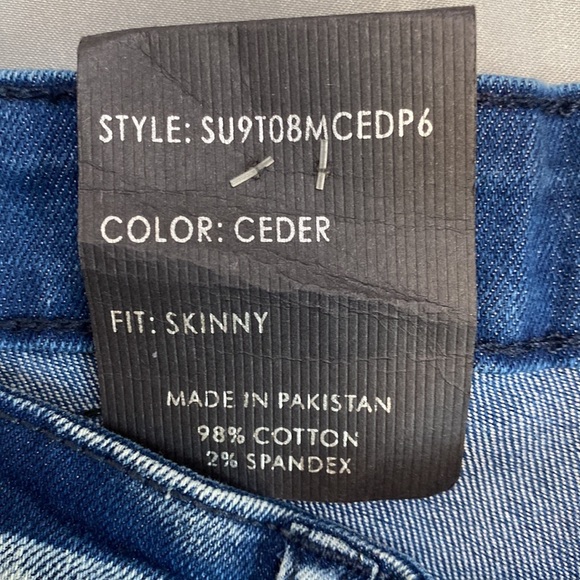 STYLE: SU9T08MCEDP6
COLOR: CEDER
FIT: SKINNY
MADE IN PAKISTAN
98% COTTON
2% SPANDEX